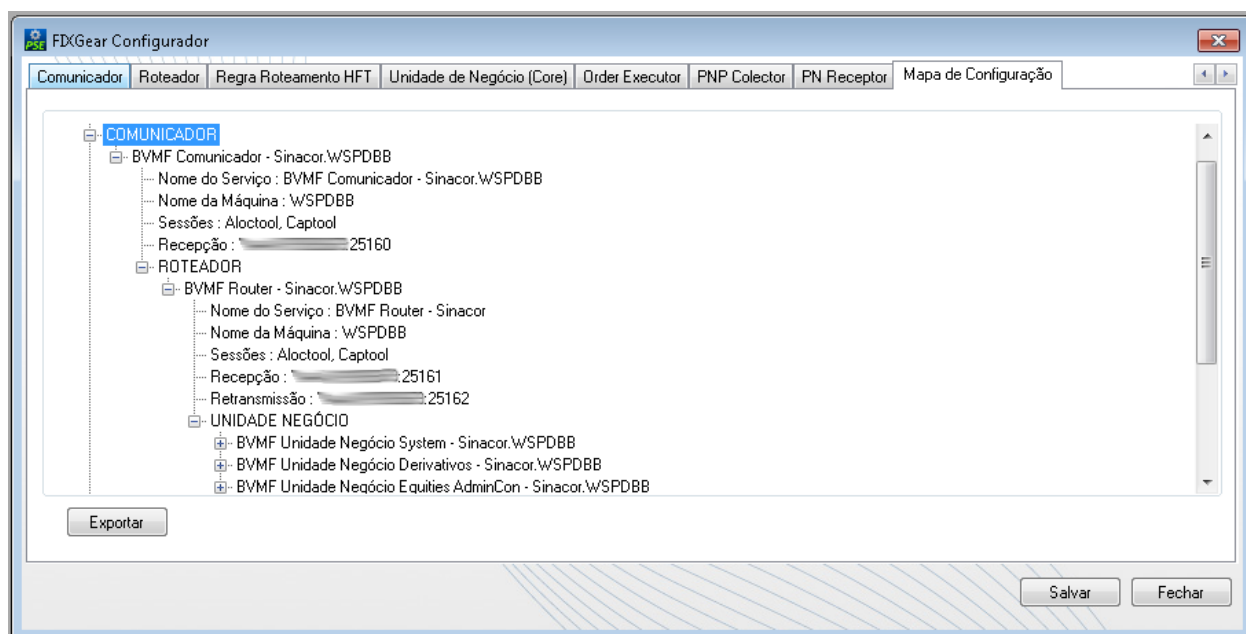 PSE FIXGear Configurador
Comunicador Roteador Regra Roteamento HFT Unidade de Negócio (Core) Order Executor PNP Colector PN Receptor Mapa de Configuração
COMUNICADOR
BVMF Comunicador - Sinacor.WSPDBB
Nome do Serviço : BVMF Comunicador - Sinacor.WSPDBB
Nome da Máquina : WSPDBB
Sessões : Aloctool, Captool
Recepção : :25160
ROTEADOR
BVMF Router - Sinacor.WSPDBB
Nome do Serviço : BVMF Router - Sinacor
Nome da Máquina : WSPDBB
Sessões : Aloctool, Captool
Recepção : :25161
Retransmissão : :25162
UNIDADE NEGÓCIO
BVMF Unidade Negócio System - Sinacor.WSPDBB
BVMF Unidade Negócio Derivativos - Sinacor.WSPDBB
BVMF Unidade Negócio Equities AdminCon - Sinacor.WSPDBB
Exportar
Salvar Fechar